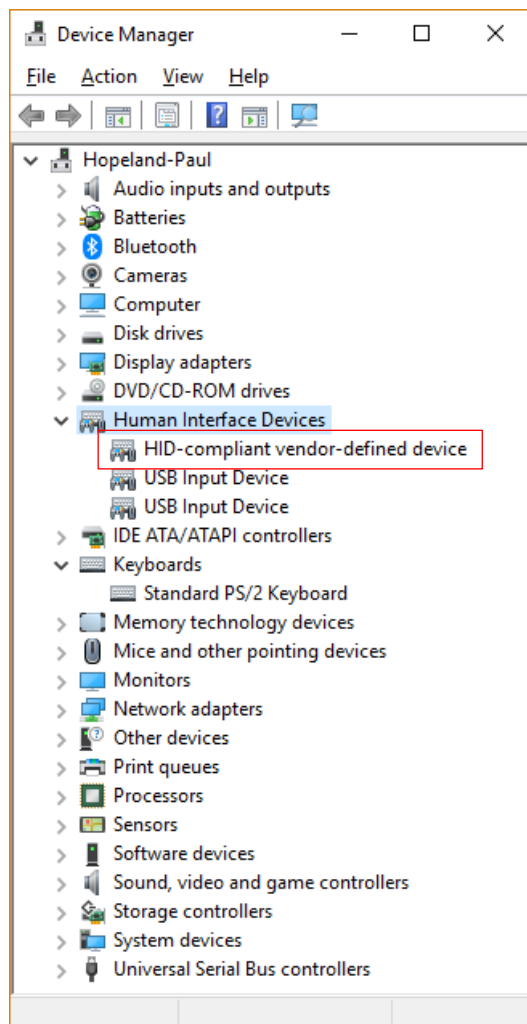 Device Manager
File Action View Help
Hopeland-Paul
Audio inputs and outputs
Batteries
Bluetooth
Cameras
Computer
Disk drives
Display adapters
DVD/CD-ROM drives
Human Interface Devices
HID-compliant vendor-defined device
USB Input Device
USB Input Device
IDE ATA/ATAPI controllers
Keyboards
Standard PS/2 Keyboard
Memory technology devices
Mice and other pointing devices
Monitors
Network adapters
Other devices
Print queues
Processors
Sensors
Software devices
Sound, video and game controllers
Storage controllers
System devices
Universal Serial Bus controllers